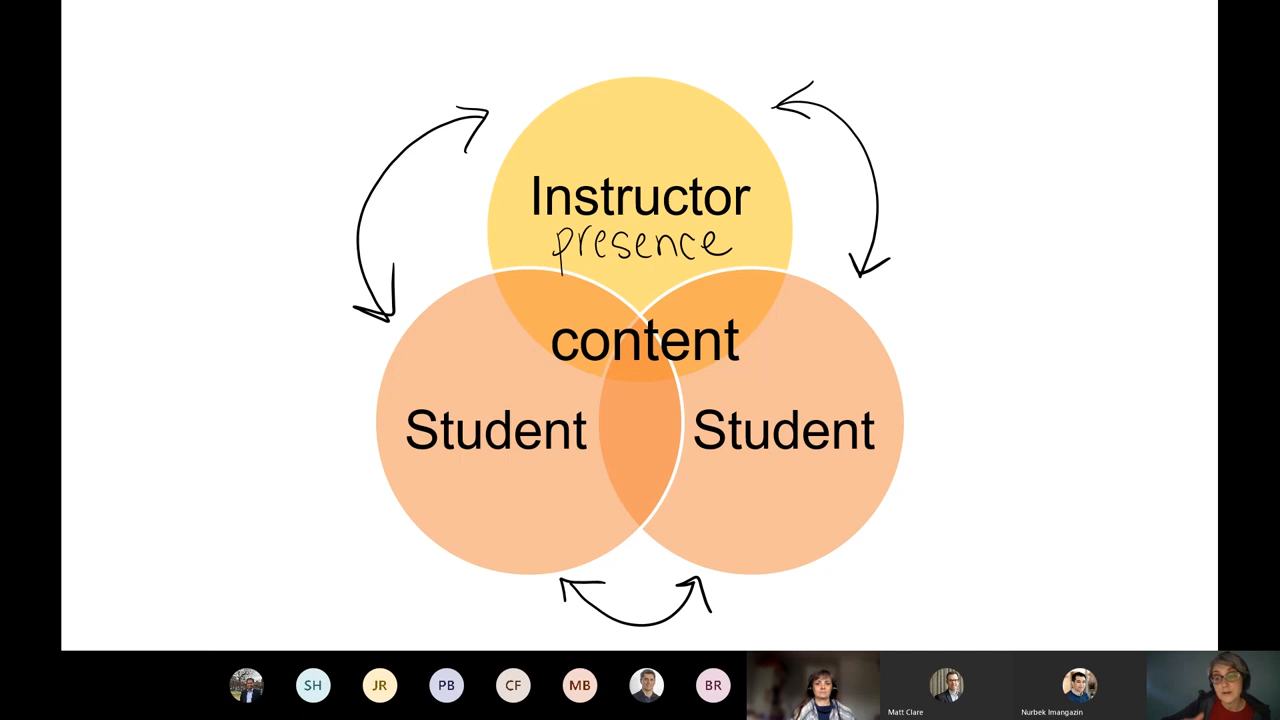 Instructor
presence
content
Student Student
SH JR PB CF MB BR
Matt Clare Nurbek Imangazin